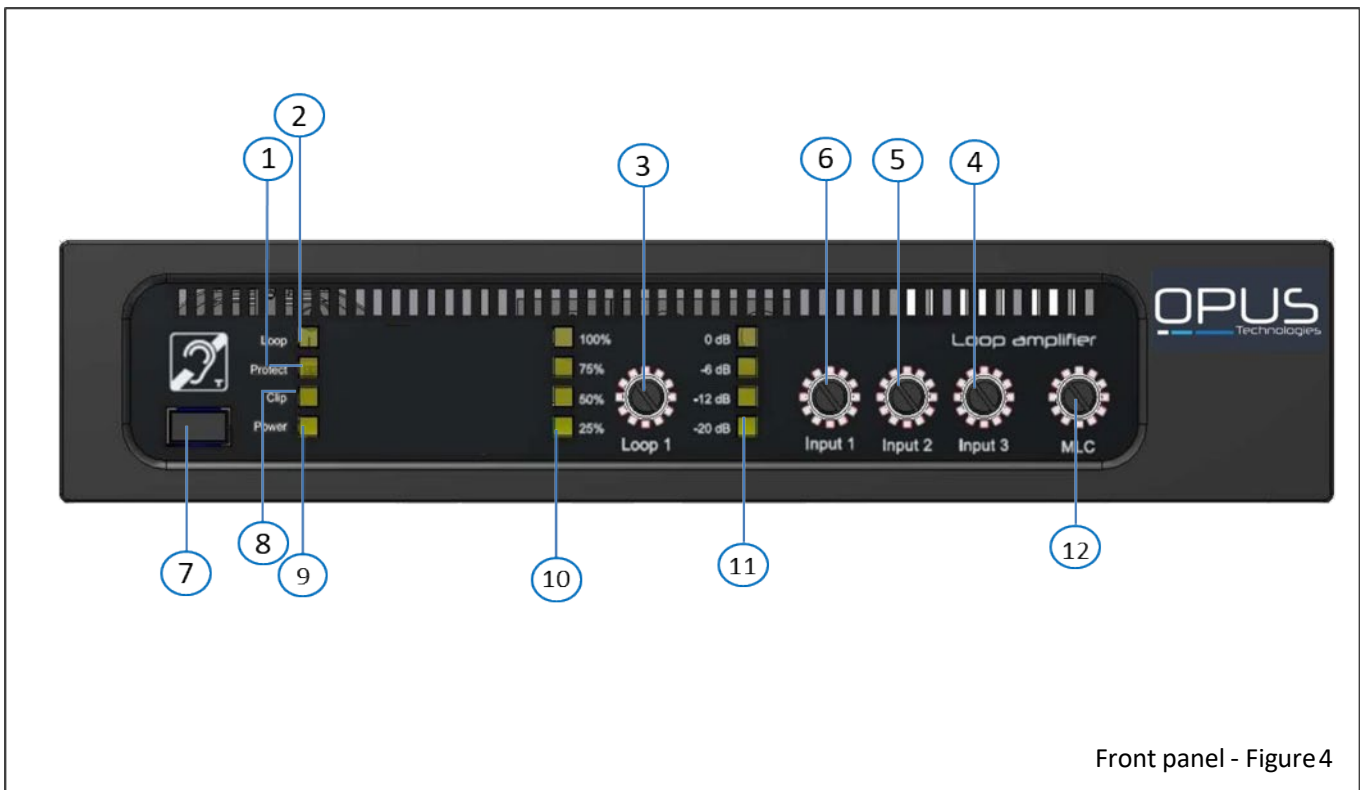 2
1
3
6
5
4
OPUS
Technologies
Loop
100%
0 dB
Loop amplifier
Protect
75%
-6 dB
Clip
50%
-12 dB
T
Power
25%
-20 dB
Loop 1
Input 1
Input 2
Input 3
MLC
8
7
9
10
11
12
Front panel - Figure 4